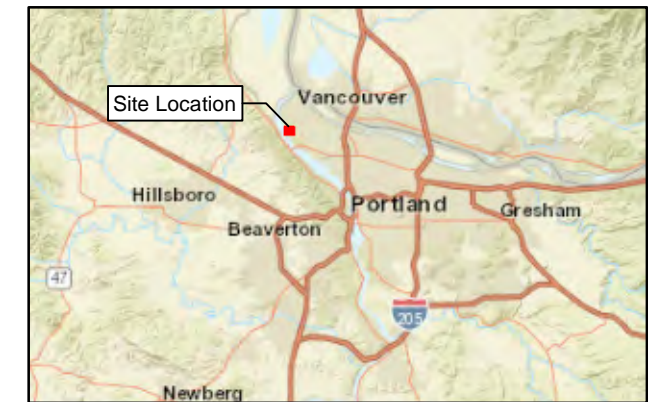 Vancouver
Site Location
Hillsboro
Portland
Gresham
Beaverton
47
205
Newberg